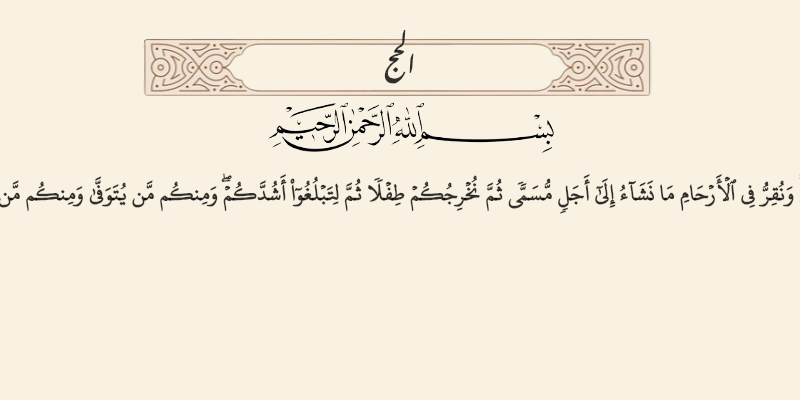 الحج
بِسْمِ ٱللَّهِ ٱلرَّحْمَٰنِ ٱلرَّحِيمِ
وَنُقِرُّ فِى ٱلْأَرْحَامِ مَا نَشَآءُ إِلَىٰٓ أَجَلٍ مُّسَمًّى ثُمَّ نُخْرِجُكُمْ طِفْلًا ثُمَّ لِتَبْلُغُوٓا۟ أَشُدَّكُمْ ۖ وَمِنكُم مَّن يُتَوَفَّىٰ وَمِنكُم مَّن